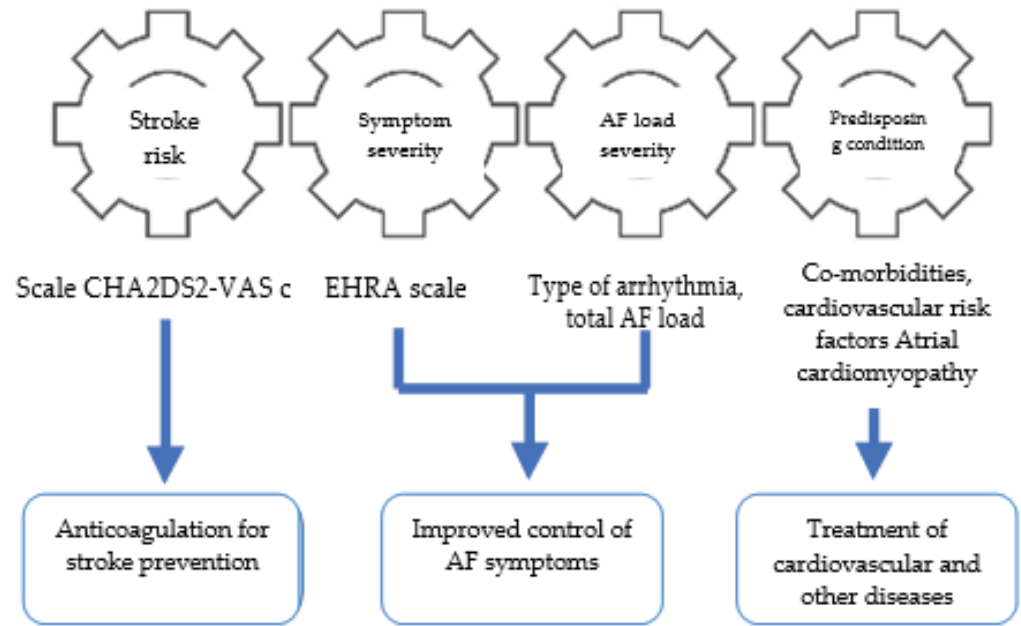 Stroke
risk
Symptom
severity
AF load
severity
Predisposin
g condition
Scale CHA2DS2-VAS c
EHRA scale
Type of arrhythmia,
total AF load
Co-morbidities,
cardiovascular risk
factors Atrial
cardiomyopathy
Anticoagulation for
stroke prevention
Improved control of
AF symptoms
Treatment of
cardiovascular and
other diseases